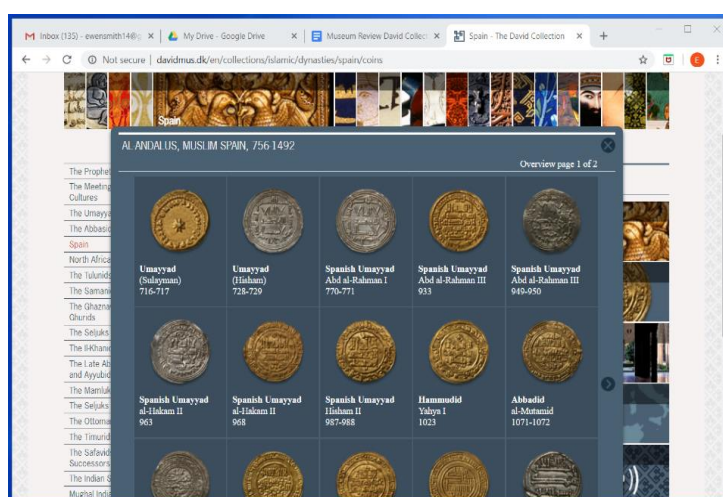 Inbox (135) - ewensmith14@g
My Drive - Google Drive
Museum Review David Collec
Spain - The David Collection
Not secure | davidmus.dk/en/collections/islamic/dynasties/spain/coins
E
Spain
AL ANDALUS, MUSLIM SPAIN, 756-1492
Overview page 1 of 2
The Prophet
The Meeting
Cultures
The Umayya
The Abbasid
Spain
North Africa
The Tulunids
The Samani
The Ghazna
Ghurids
The Seljuks
The Il-Khani
The Late Ab
and Ayyubid
The Mamluk
The Seljuks
The Ottoma
The Timurid
The Safavids
Successors
The Indian S
Mughal India
Umayyad
(Sulayman)
716-717
Umayyad
(Hisham)
728-729
Spanish Umayyad
Abd al-Rahman I
770-771
Spanish Umayyad
Abd al-Rahman III
933
Spanish Umayyad
Abd al-Rahman III
949-950
Spanish Umayyad
al-Hakam II
963
Spanish Umayyad
al-Hakam II
968
Spanish Umayyad
Hisham II
987-988
Hammudid
Yahya I
1023
Abbadid
al-Mutamid
1071-1072